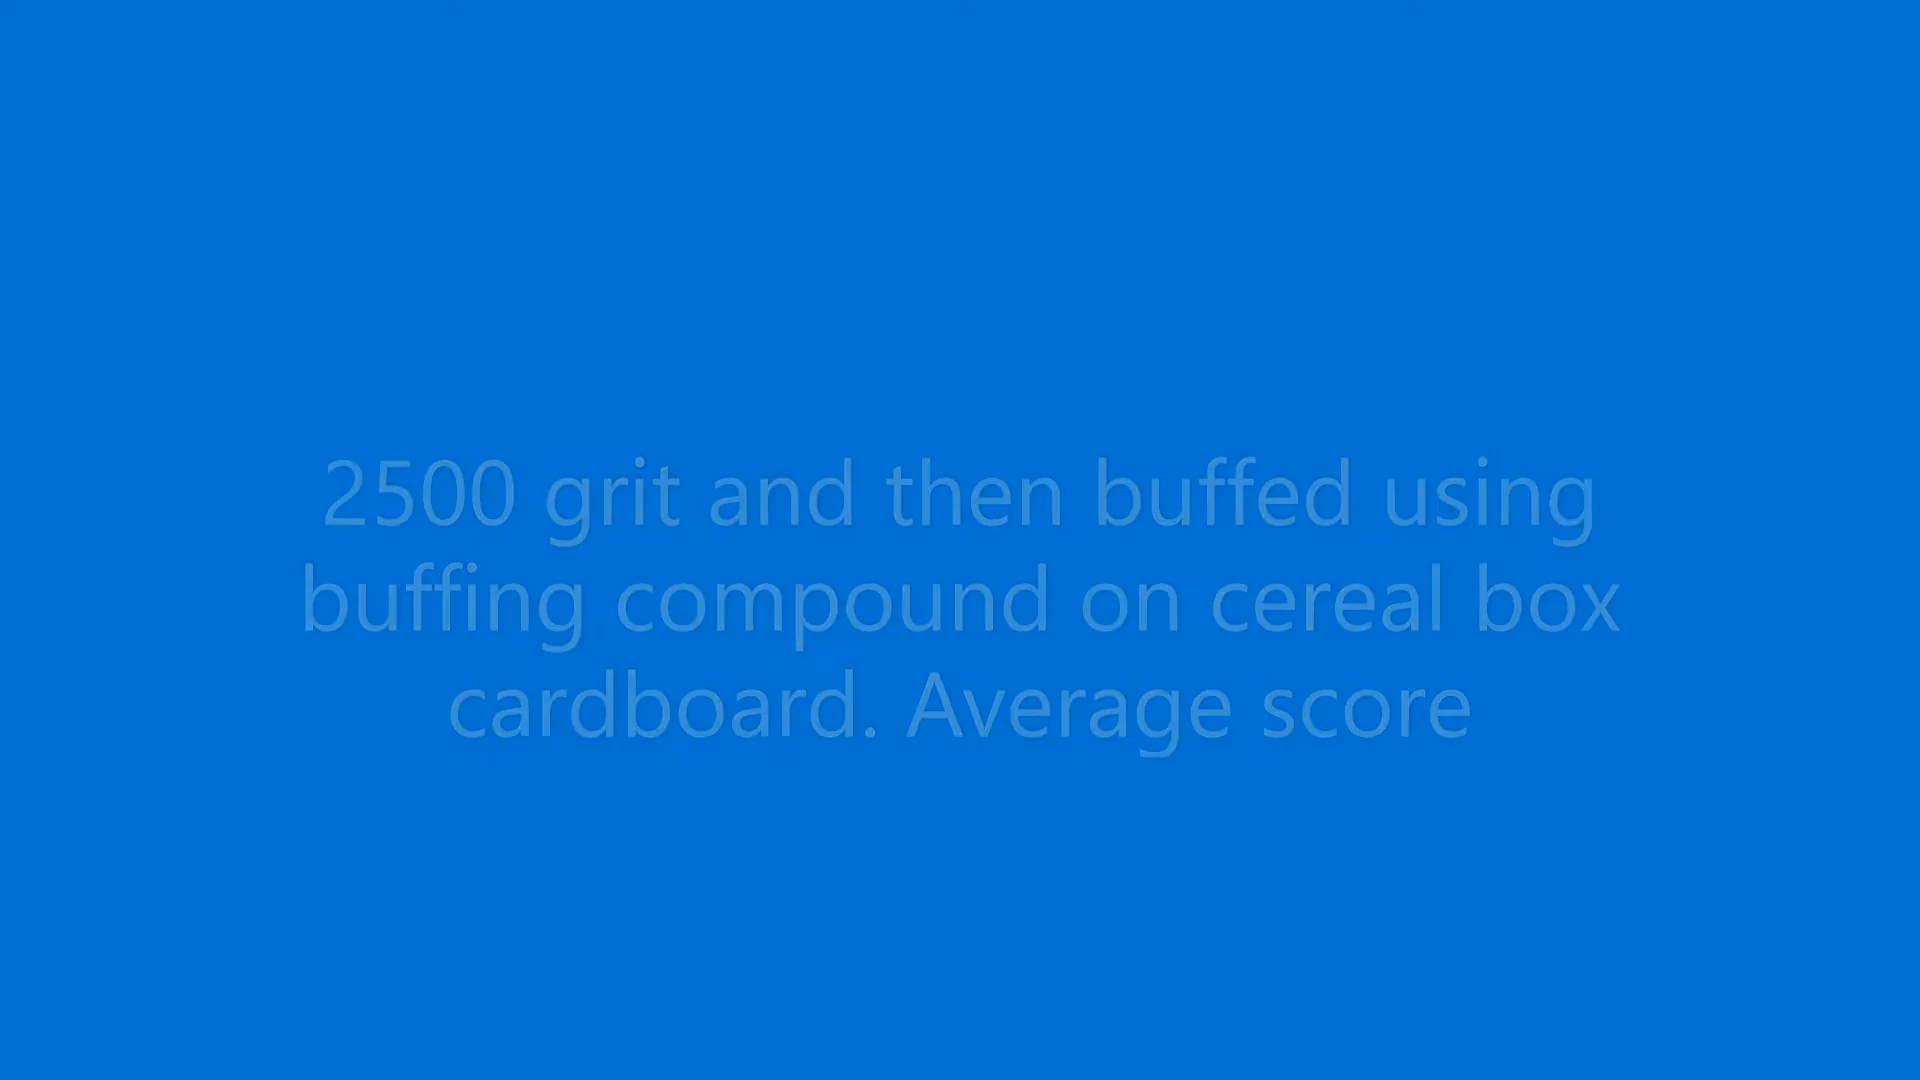 2500 grit and then buffed using
buffing compound on cereal box
cardboard. Average score